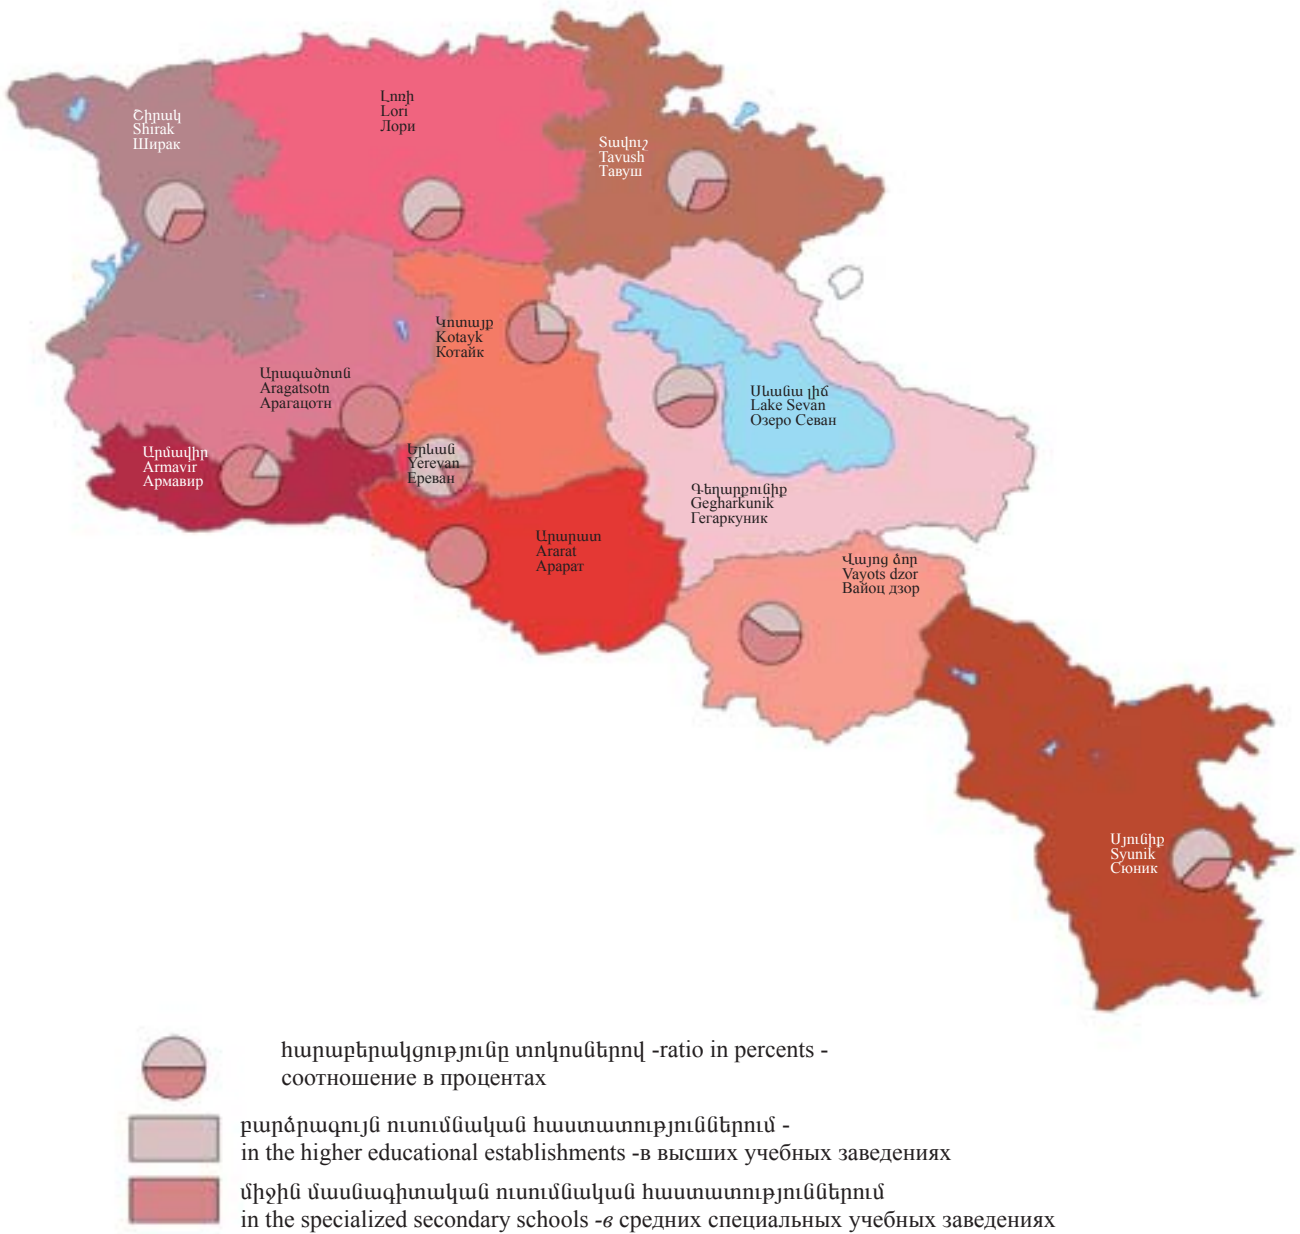 Շիրակ
Shirak
Ширак
Լոռի
Lori
Лори
Տավուշ
Tavush
Тавуш
Կոտայք
Kotayk
Котайк
Արագածոտն
Aragatsotn
Арагацотн
Սևանա լիճ
Lake Sevan
Озеро Севан
Արմավիր
Armavir
Армавир
Երևան
Yerevan
Ереван
Գեղարքունիք
Gegharkunik
Гегаркуник
Արարատ
Ararat
Арарат
Վայոց ձոր
Vayots dzor
Вайоц дзор
Սյունիք
Syunik
Сюник
հարաբերակցությունը տոկոսներով -ratio in percents -
соотношение в процентах
բարձրագույն ուսումնական հաստատություններում -
in the higher educational establishments -в высших учебных заведениях
միջին մասնագիտական ուսումնական հաստատություններում
in the specialized secondary schools -в средних специальных учебных заведениях